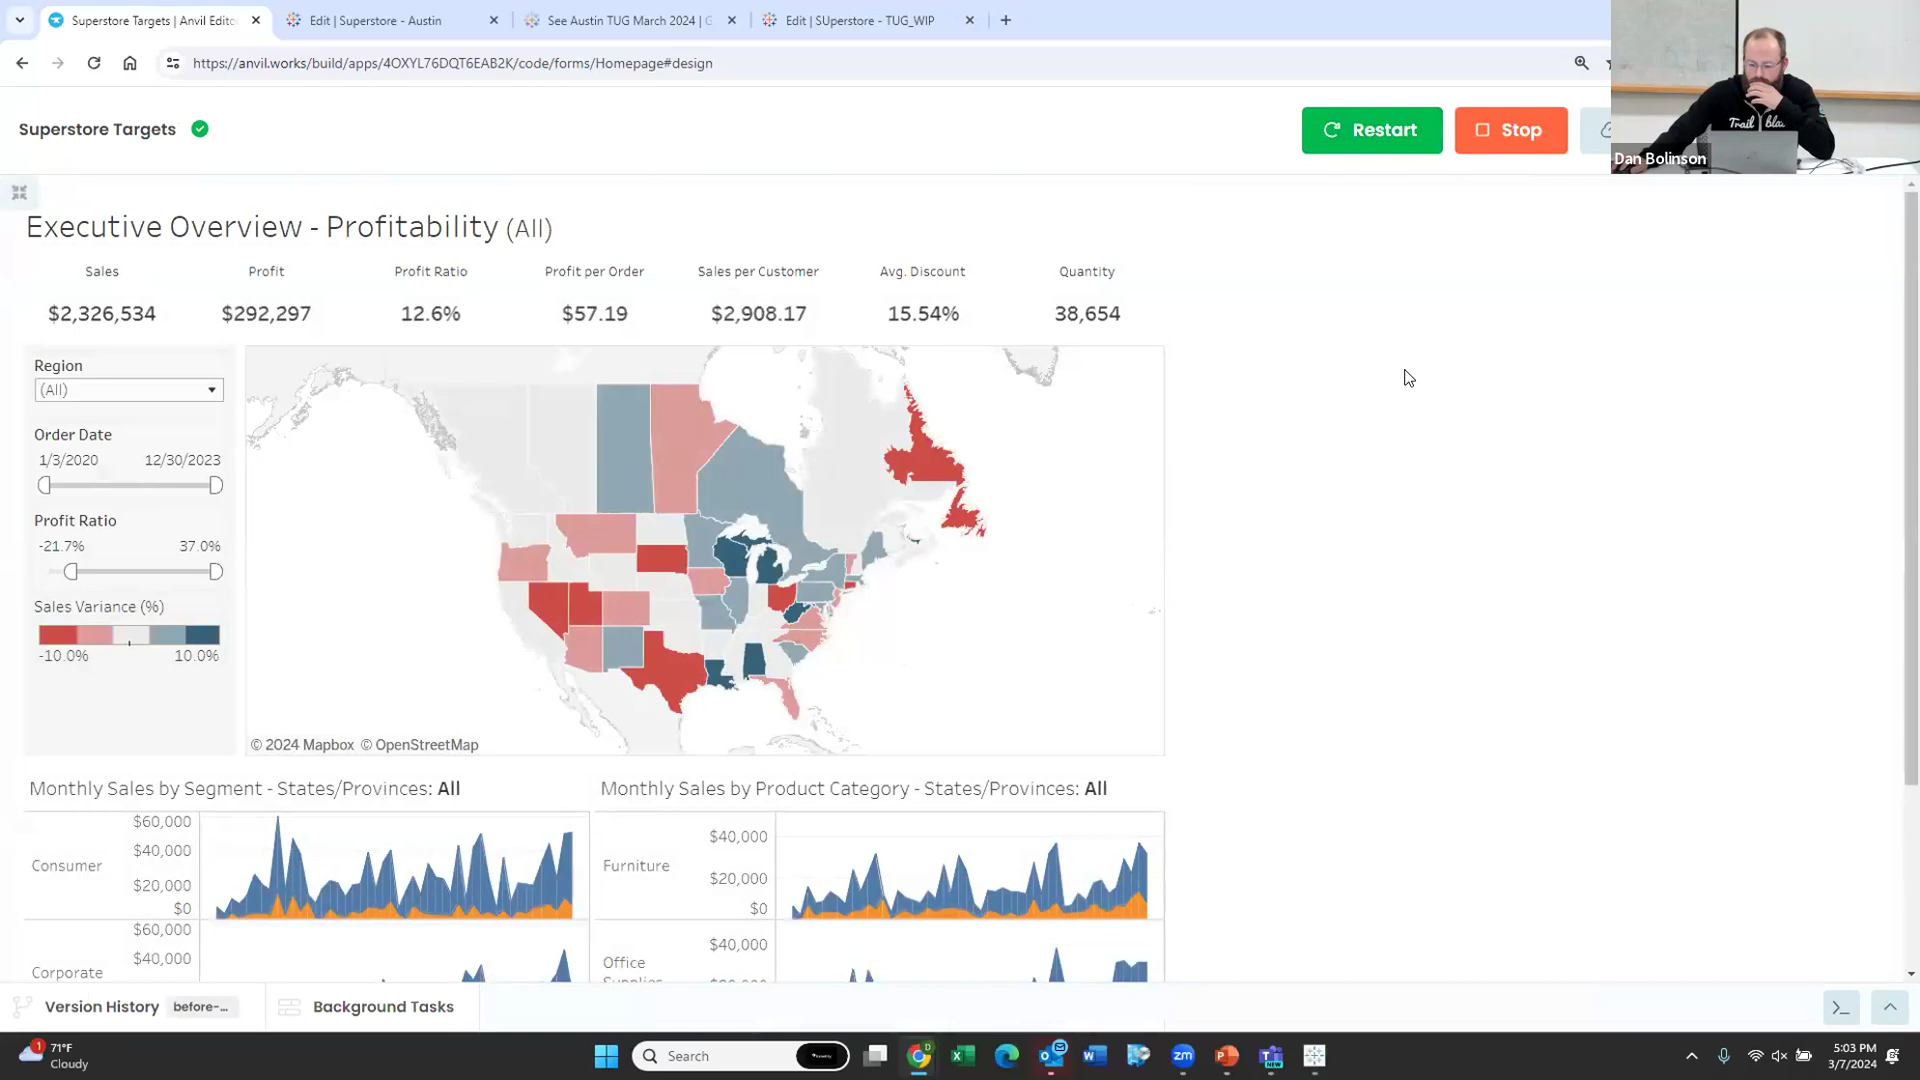 Superstore Targets | Anvil Edito
Edit | Superstore - Austin
See Austin TUG March 2024 | G
Edit | SUperstore - TUG_WIP
https://anvil.works/build/apps/4OXYL76DQT6EAB2K/code/forms/Homepage#design
Superstore Targets
Restart
Stop
Trail bla
Dan Bolinson
Executive Overview - Profitability (All)
Sales Profit Profit Ratio Profit per Order Sales per Customer Avg. Discount Quantity
$2,326,534 $292,297 12.6% $57.19 $2,908.17 15.54% 38,654
Region
(All)
Order Date
1/3/2020 12/30/2023
Profit Ratio
-21.7% 37.0%
Sales Variance (%)
-10.0% 10.0%
© 2024 Mapbox © OpenStreetMap
Monthly Sales by Segment - States/Provinces: All
Monthly Sales by Product Category - States/Provinces: All
$60,000
$40,000
Consumer
$20,000
$0
$60,000
$40,000
Corporate
$40,000
Furniture
$20,000
$0
$40,000
Office
Supplies
Version History before-...
Background Tasks
1
71°F
Cloudy
Search
D
NEW
5:03 PM
3/7/2024